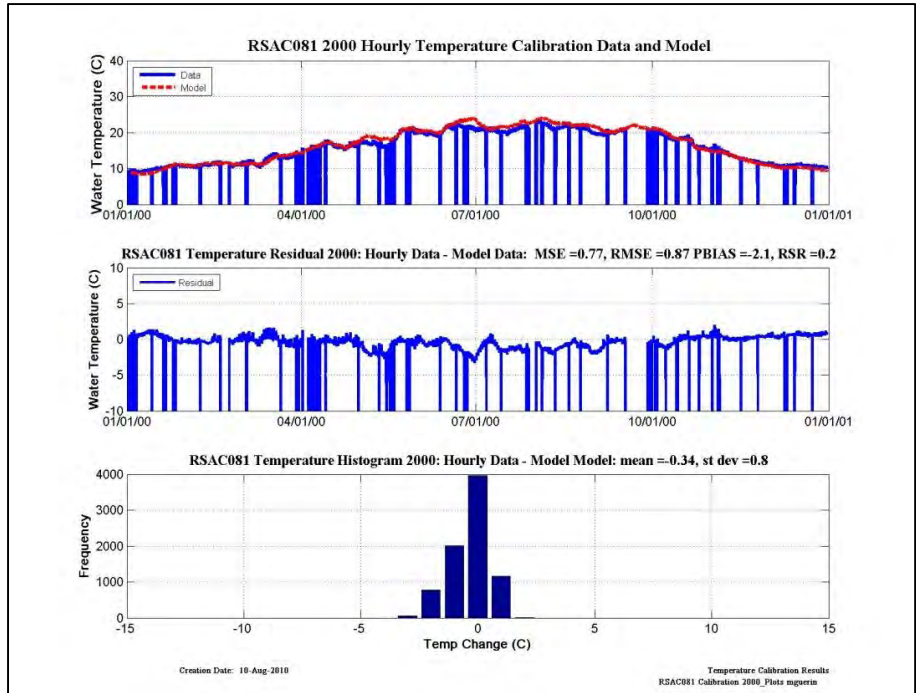 RSAC081 2000 Hourly Temperature Calibration Data and Model
Water Temperature (C)
40
30
20
10
0
Data
Model
01/01/00 04/01/00 07/01/00 10/01/00 01/01/01
RSAC081 Temperature Residual 2000: Hourly Data - Model Data: MSE =0.77, RMSE =0.87 PBIAS =-2.1, RSR =0.2
Water Temperature (C)
10
5
0
-5
-10
Residual
01/01/00 04/01/00 07/01/00 10/01/00 01/01/01
RSAC081 Temperature Histogram 2000: Hourly Data - Model Model: mean =-0.34, st dev =0.8
Frequency
4000
3000
2000
1000
0
-15 -10 -5 0 5 10 15
Temp Change (C)
Creation Date: 10-Aug-2010
Temperature Calibration Results
RSAC081 Calibration 2000_Plots mguerin